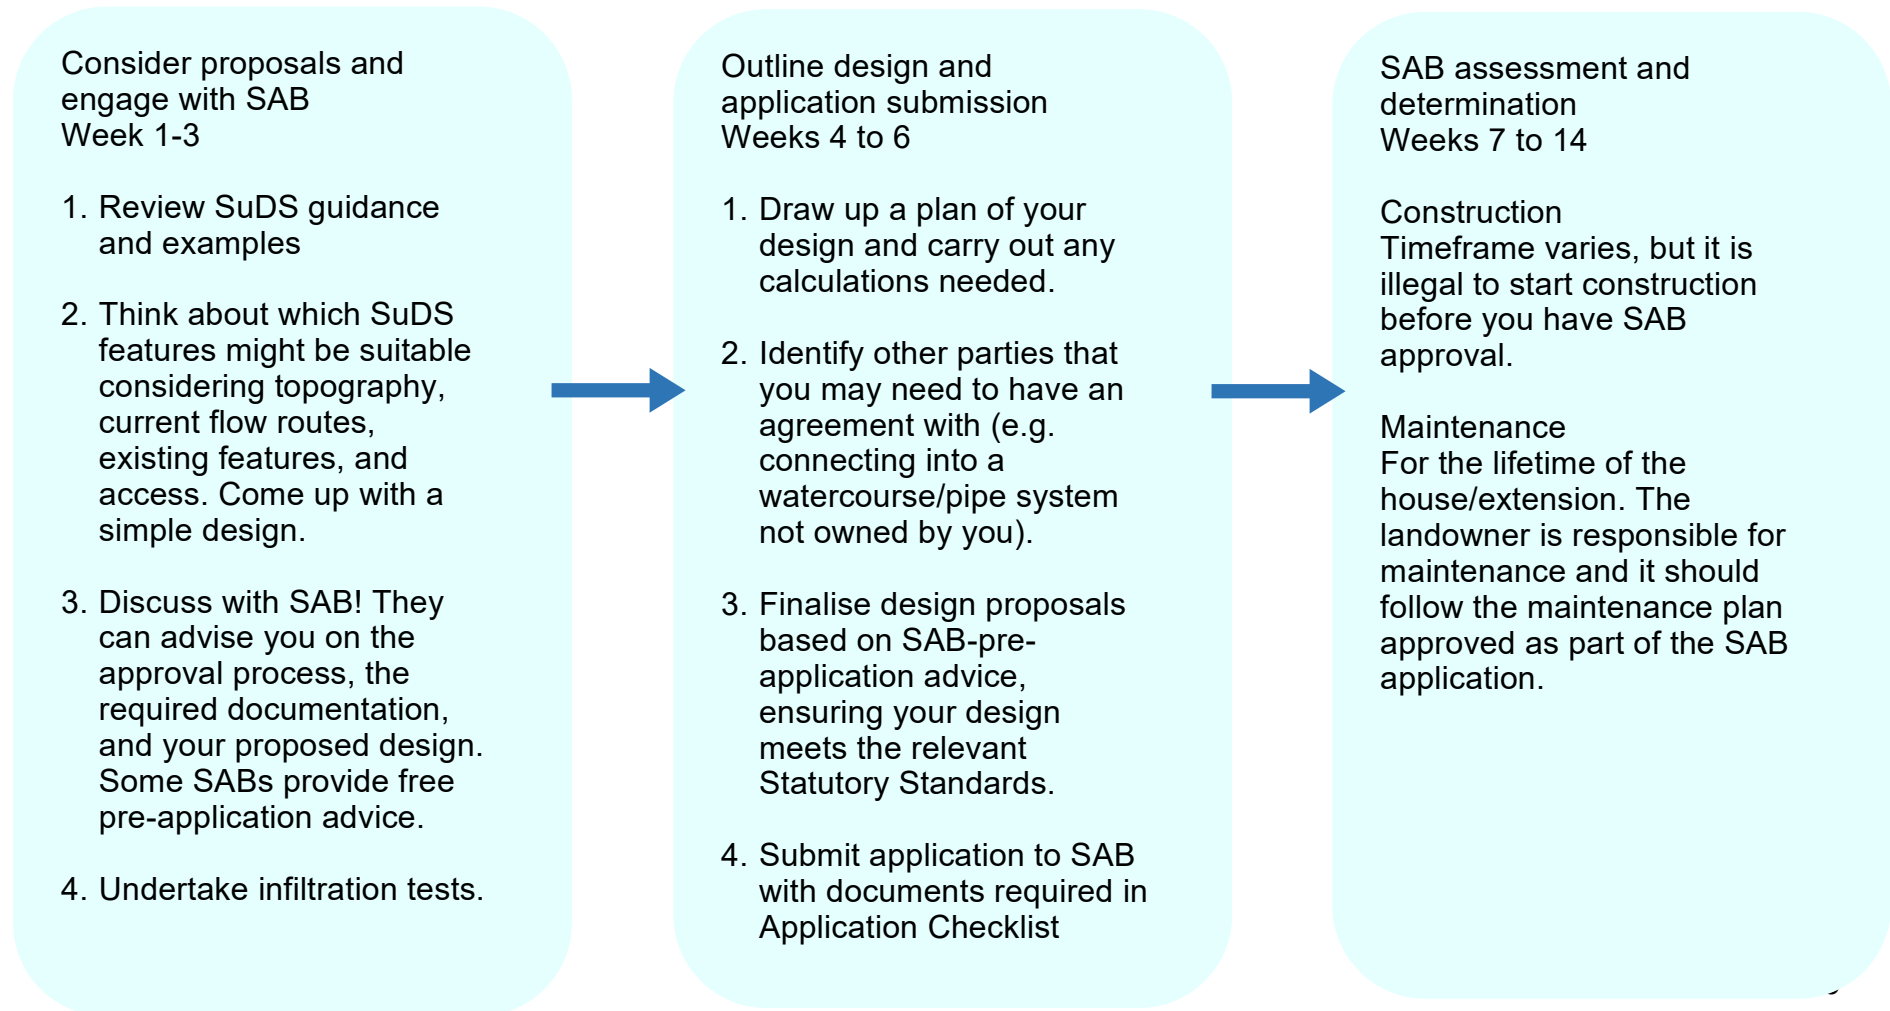 Consider proposals and
engage with SAB
Week 1-3
1. Review SuDS guidance
and examples
2. Think about which SuDS
features might be suitable
considering topography,
current flow routes,
existing features, and
access. Come up with a
simple design.
3. Discuss with SAB! They
can advise you on the
approval process, the
required documentation,
and your proposed design.
Some SABs provide free
pre-application advice.
4. Undertake infiltration tests.
Outline design and
application submission
Weeks 4 to 6
1. Draw up a plan of your
design and carry out any
calculations needed.
2. Identify other parties that
you may need to have an
agreement with (e.g.
connecting into a
watercourse/pipe system
not owned by you).
3. Finalise design proposals
based on SAB-pre-
application advice,
ensuring your design
meets the relevant
Statutory Standards.
4. Submit application to SAB
with documents required in
Application Checklist
SAB assessment and
determination
Weeks 7 to 14
Construction
Timeframe varies, but it is
illegal to start construction
before you have SAB
approval.
Maintenance
For the lifetime of the
house/extension. The
landowner is responsible for
maintenance and it should
follow the maintenance plan
approved as part of the SAB
application.